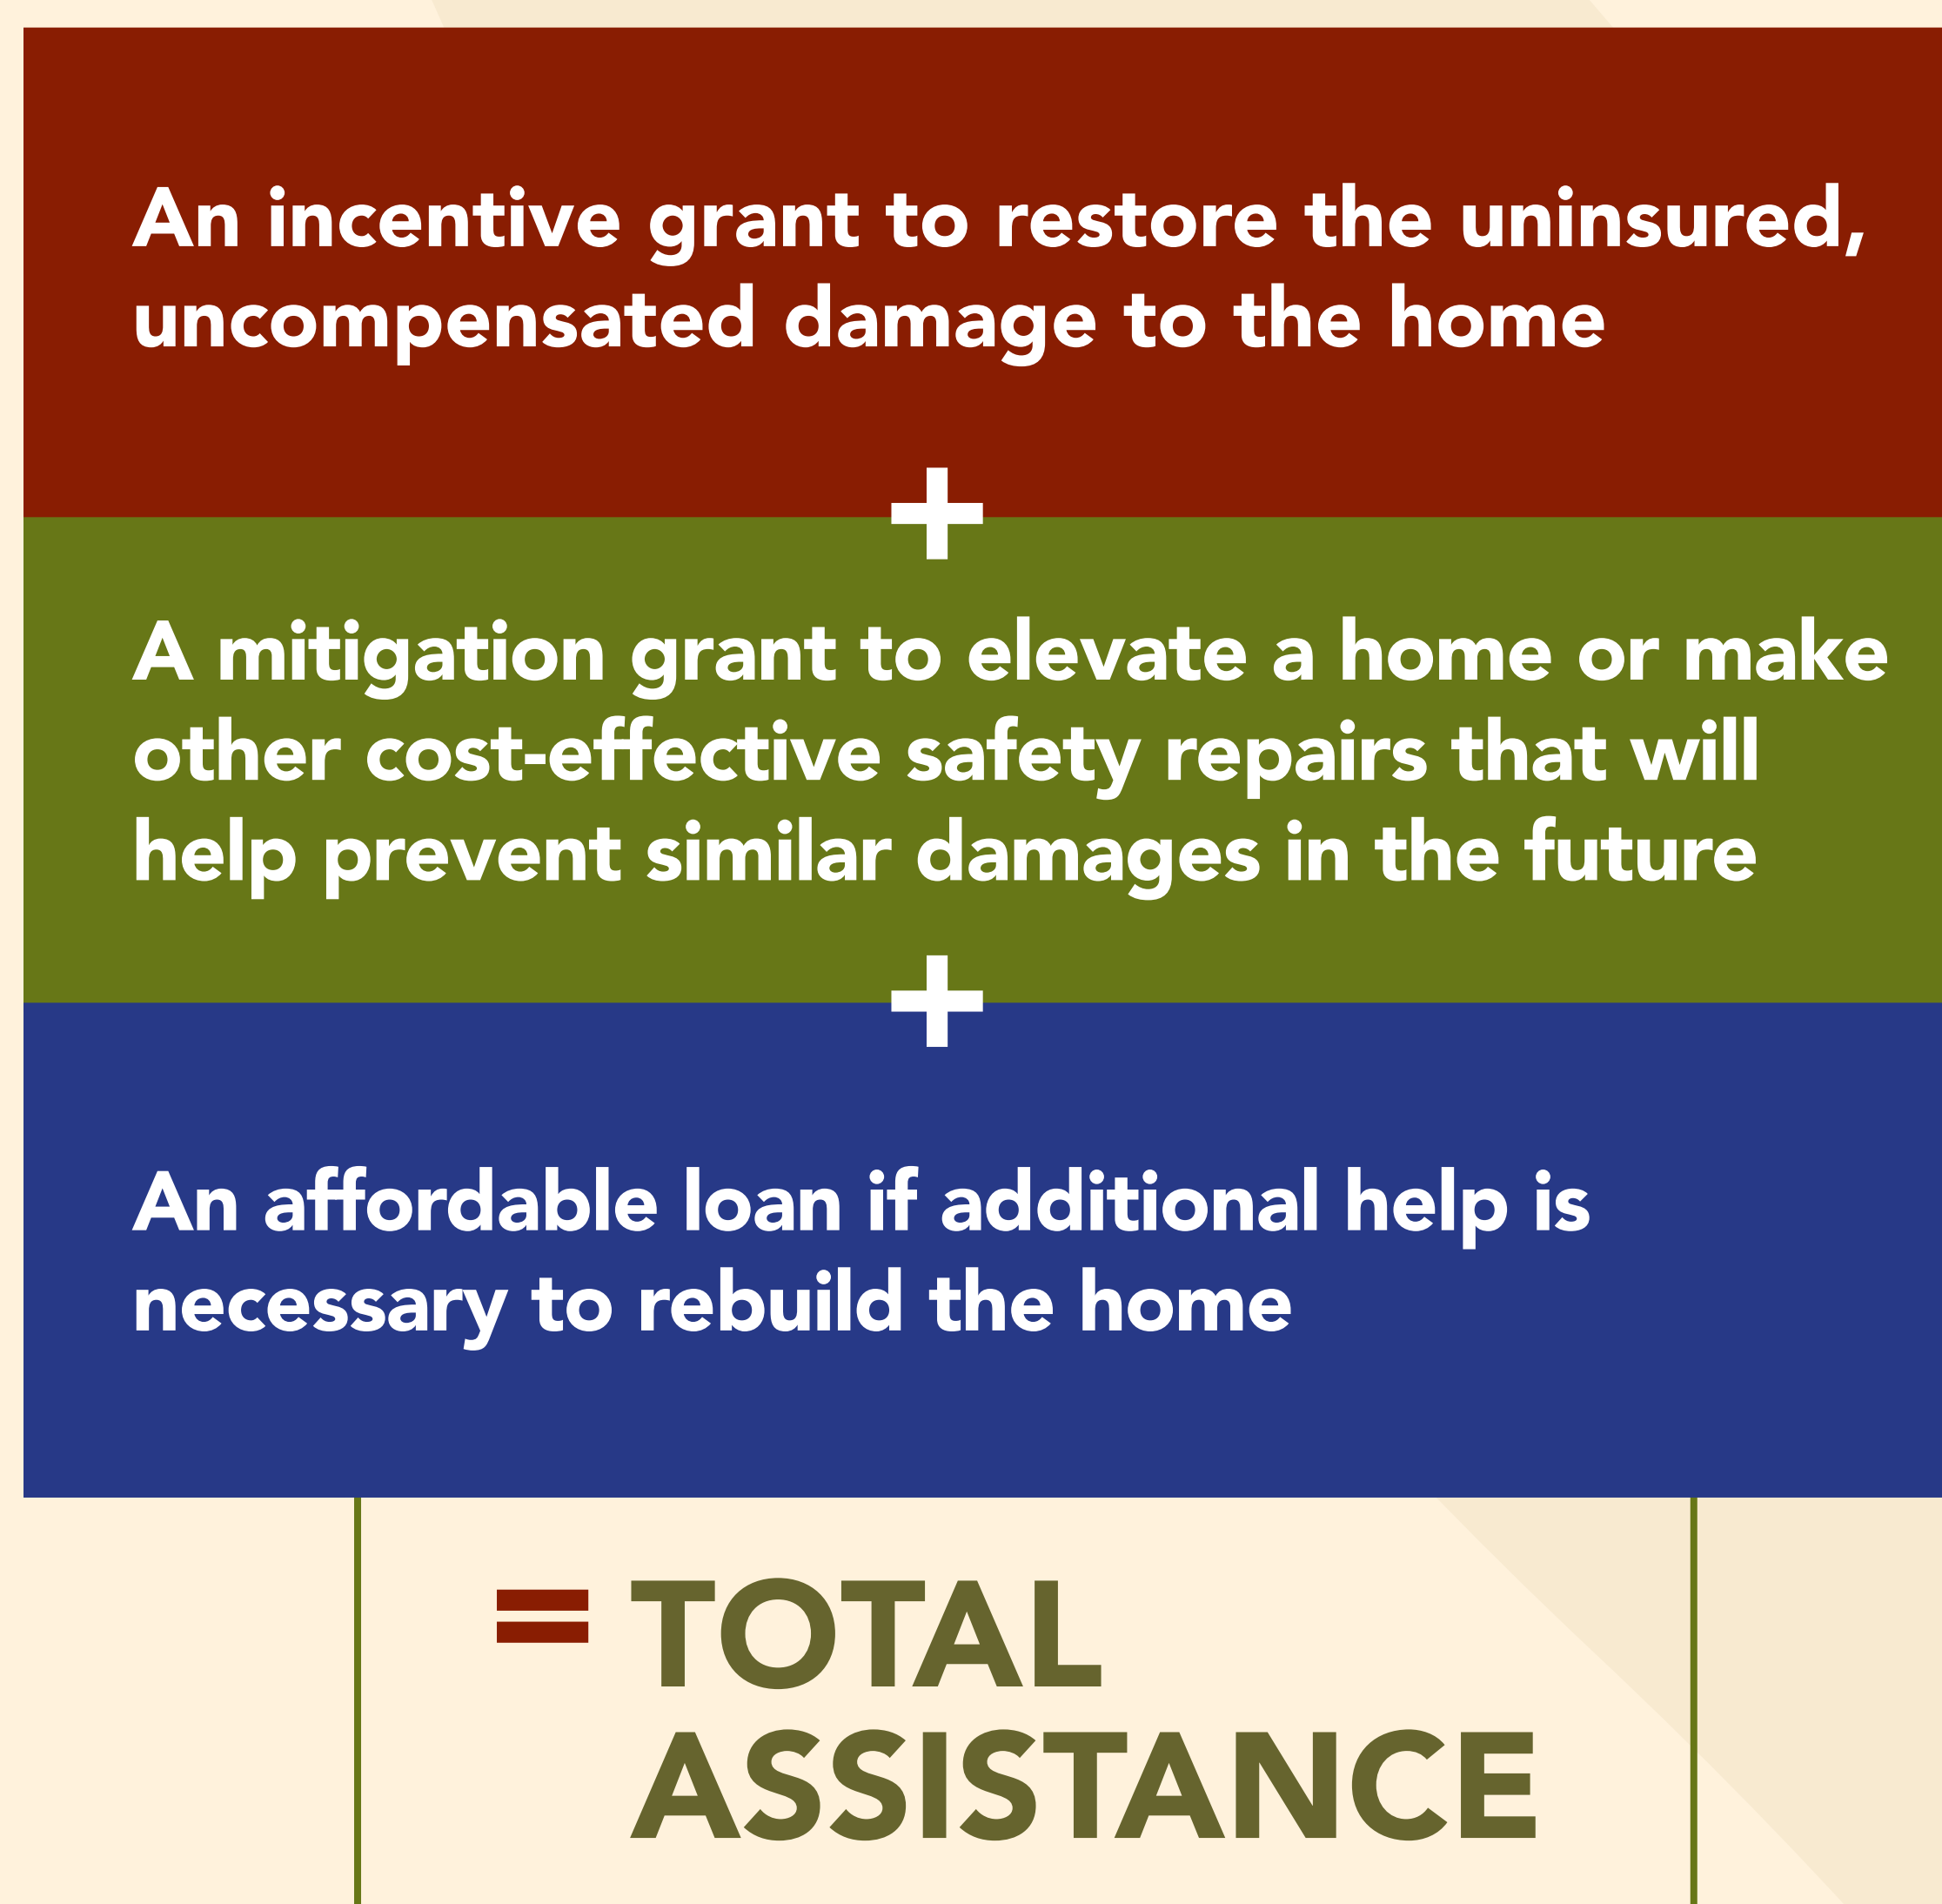 An incentive grant to restore the uninsured,
uncompensated damage to the home
+
A mitigation grant to elevate a home or make
other cost-effective safety repairs that will
help prevent similar damages in the future
+
An affordable loan if additional help is
necessary to rebuild the home
= TOTAL
ASSISTANCE